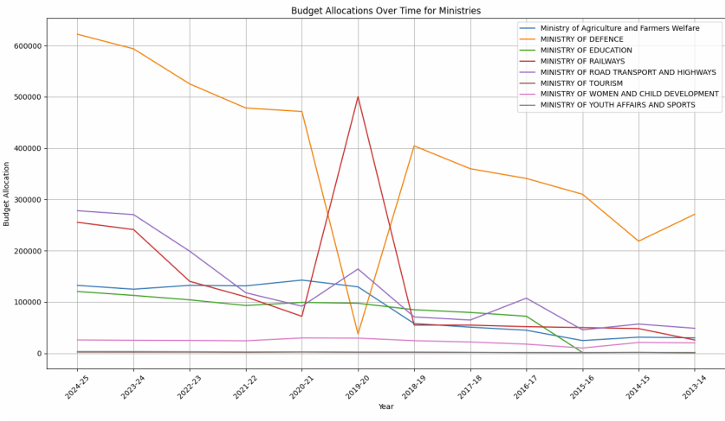 Budget Allocations Over Time for Ministries
Ministry of Agriculture and Farmers Welfare
MINISTRY OF DEFENCE
MINISTRY OF EDUCATION
MINISTRY OF RAILWAYS
MINISTRY OF ROAD TRANSPORT AND HIGHWAYS
MINISTRY OF TOURISM
MINISTRY OF WOMEN AND CHILD DEVELOPMENT
MINISTRY OF YOUTH AFFAIRS AND SPORTS
Budget Allocation
600000
500000
400000
300000
200000
100000
0
2024-25
2023-24
2022-23
2021-22
2020-21
2019-20
2018-19
2017-18
2016-17
2015-16
2014-15
2013-14
Year